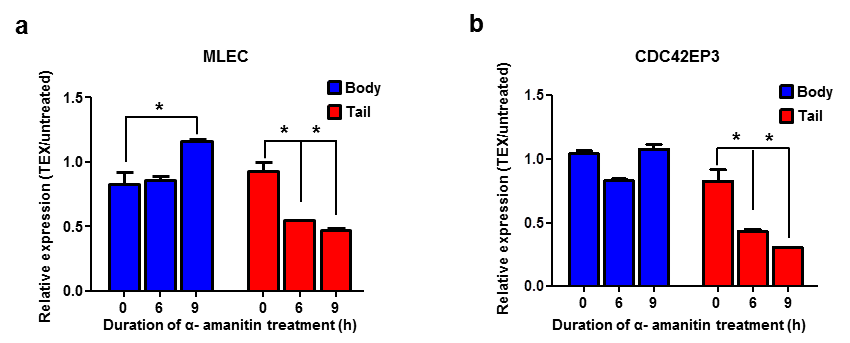 a
MLEC
Body
Tail
Relative expression (TEX/untreated)
1.5
1.0
0.5
0.0
*
* *
0 6 9 0 6 9
Duration of α- amanitin treatment (h)
b
CDC42EP3
Body
Tail
Relative expression (TEX/untreated)
1.5
1.0
0.5
0.0
* *
0 6 9 0 6 9
Duration of α- amanitin treatment (h)